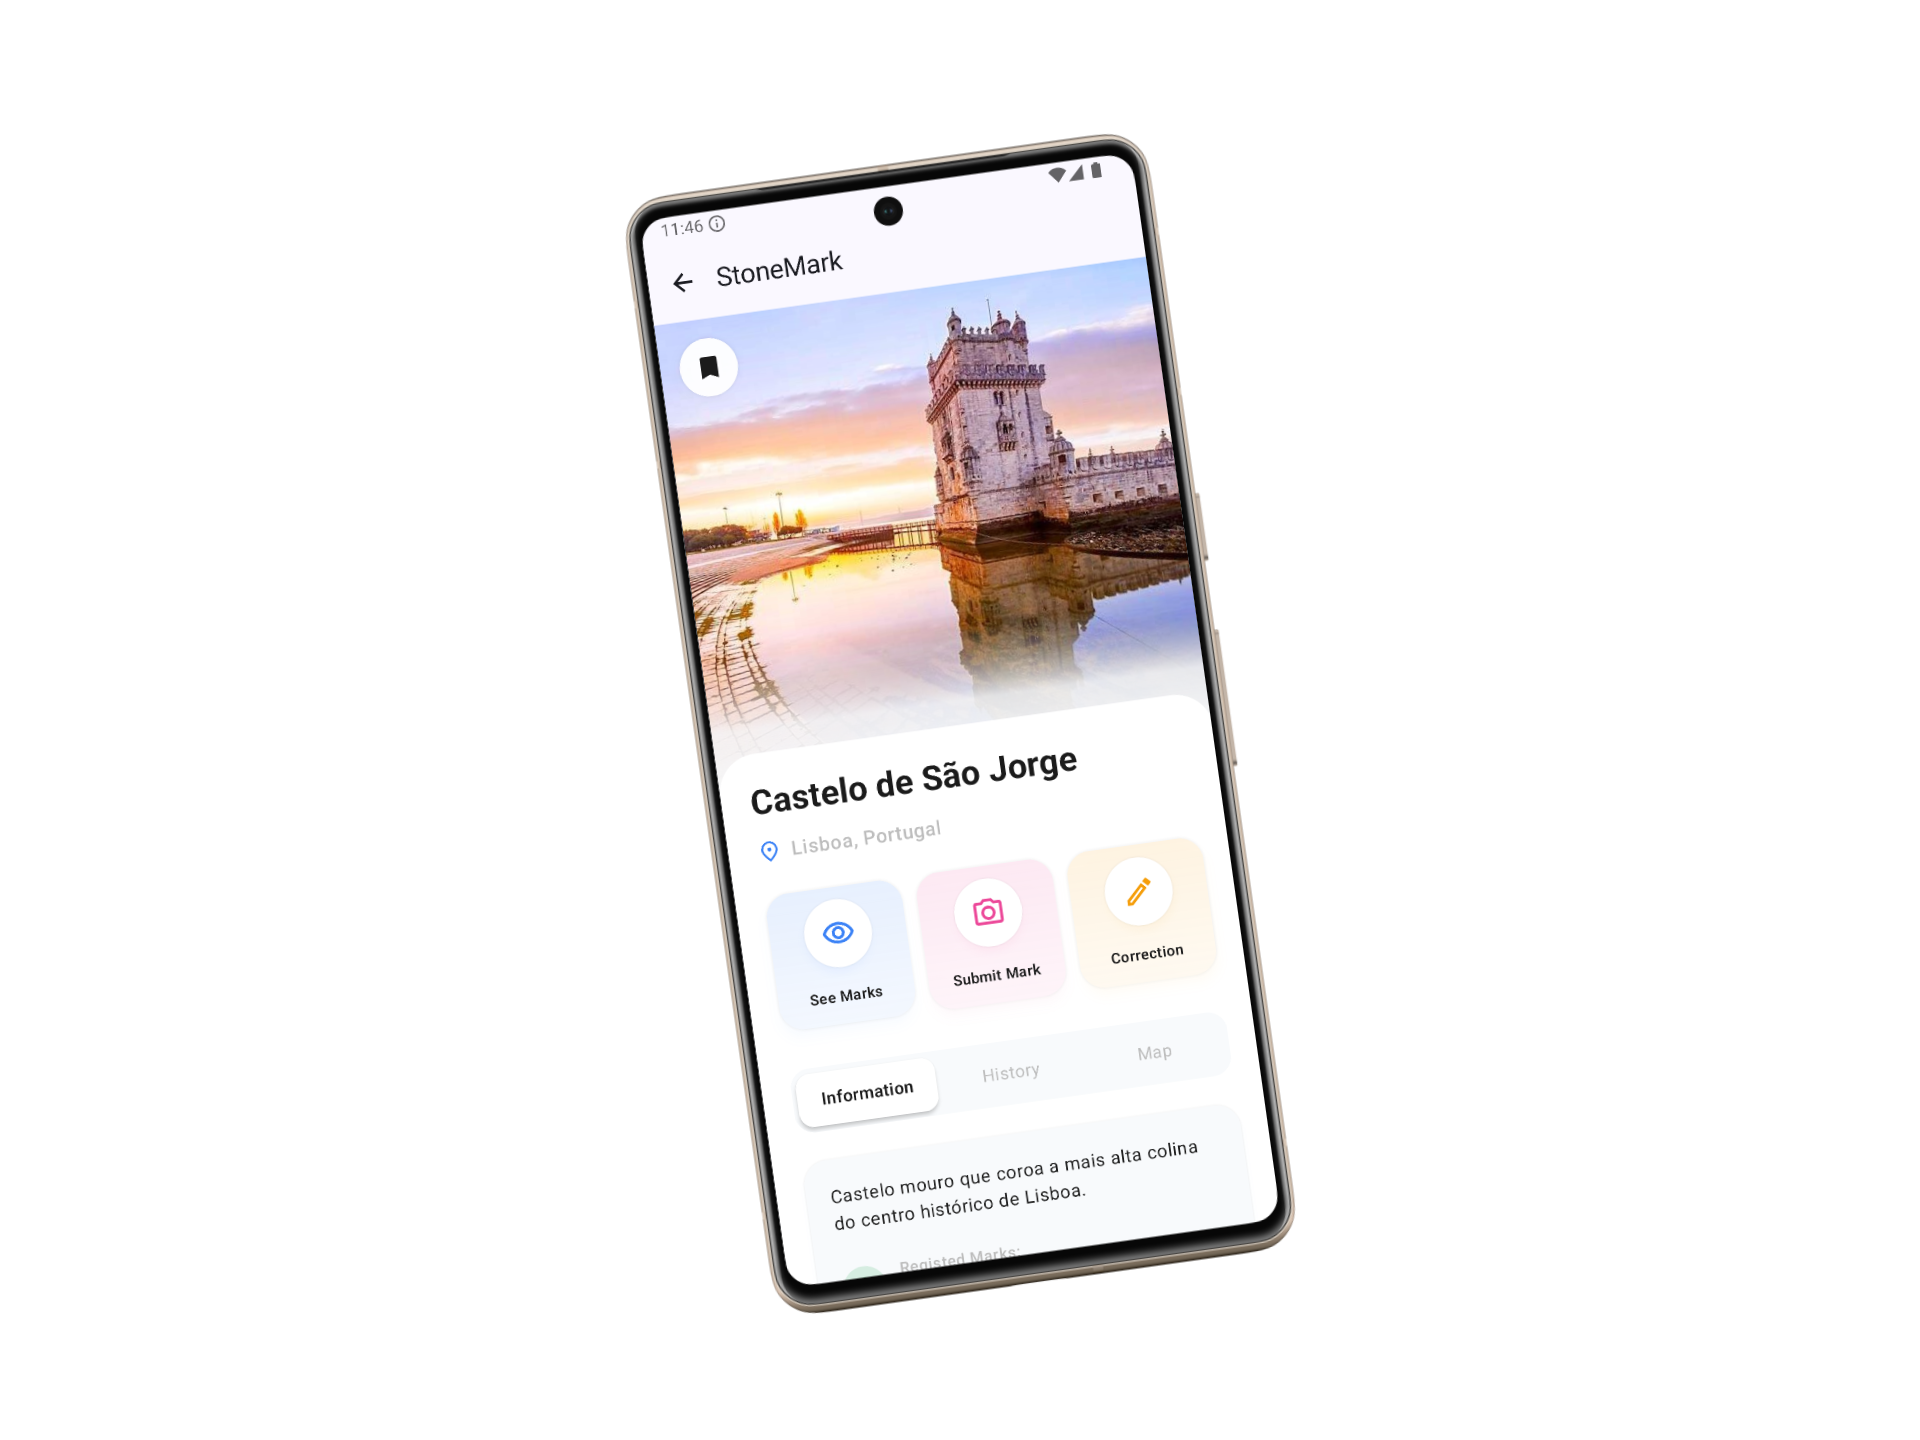 11:46
StoneMark
Castelo de São Jorge
Lisboa, Portugal
See Marks
Submit Mark
Correction
Information
History
Map
Castelo mouro que coroa a mais alta colina
do centro histórico de Lisboa.
Registed Marks: